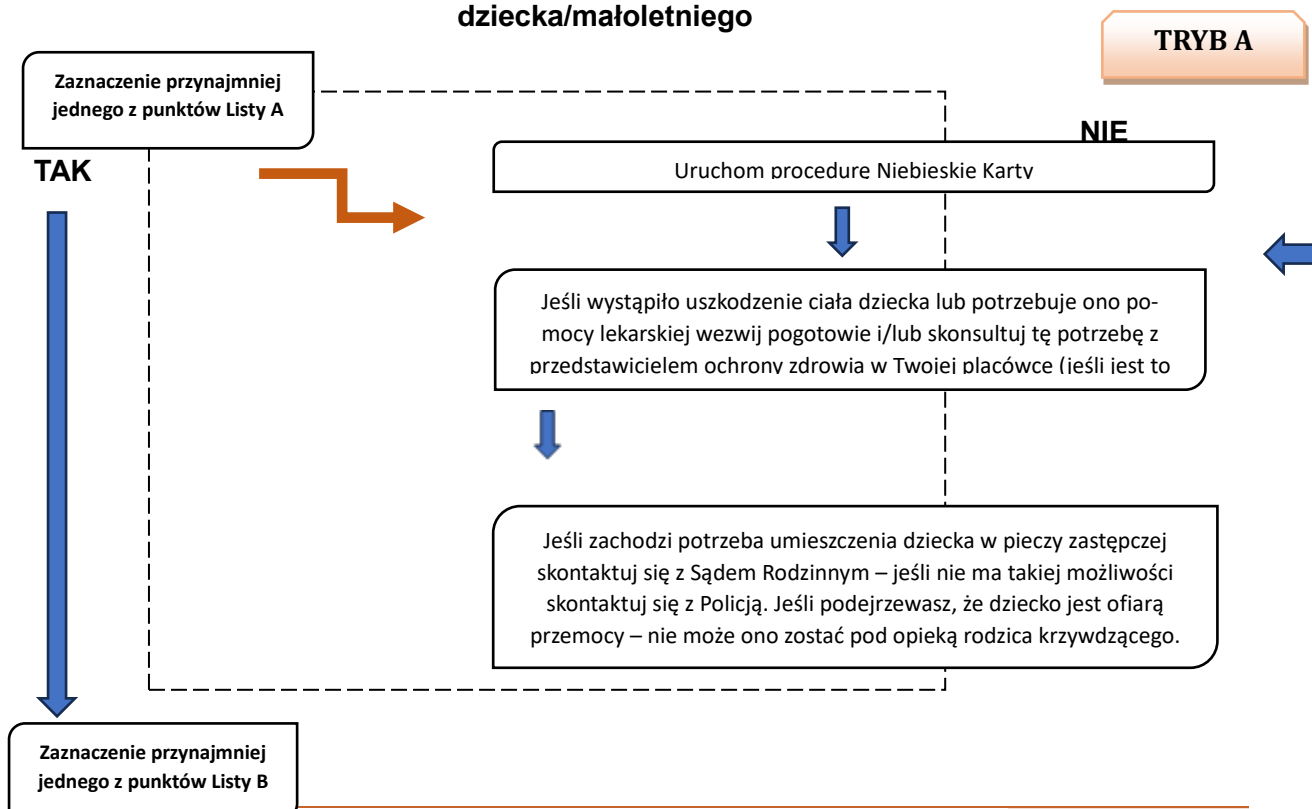 dziecka/małoletniego
TRYB A
Zaznaczenie przynajmniej
jednego z punktów Listy A
NIE
TAK
Uruchom procedurę Niebieskie Karty
Jeśli wystąpiło uszkodzenie ciała dziecka lub potrzebuje ono po-
mocy lekarskiej wezwij pogotowie i/lub skonsultuj tę potrzebę z
przedstawicielem ochrony zdrowia w Twojej placówce (jeśli jest to
Jeśli zachodzi potrzeba umieszczenia dziecka w pieczy zastępczej
skontaktuj się z Sądem Rodzinnym – jeśli nie ma takiej możliwości
skontaktuj się z Policją. Jeśli podejrzewasz, że dziecko jest ofiarą
przemocy – nie może ono zostać pod opieką rodzica krzywdzącego.
Zaznaczenie przynajmniej
jednego z punktów Listy B